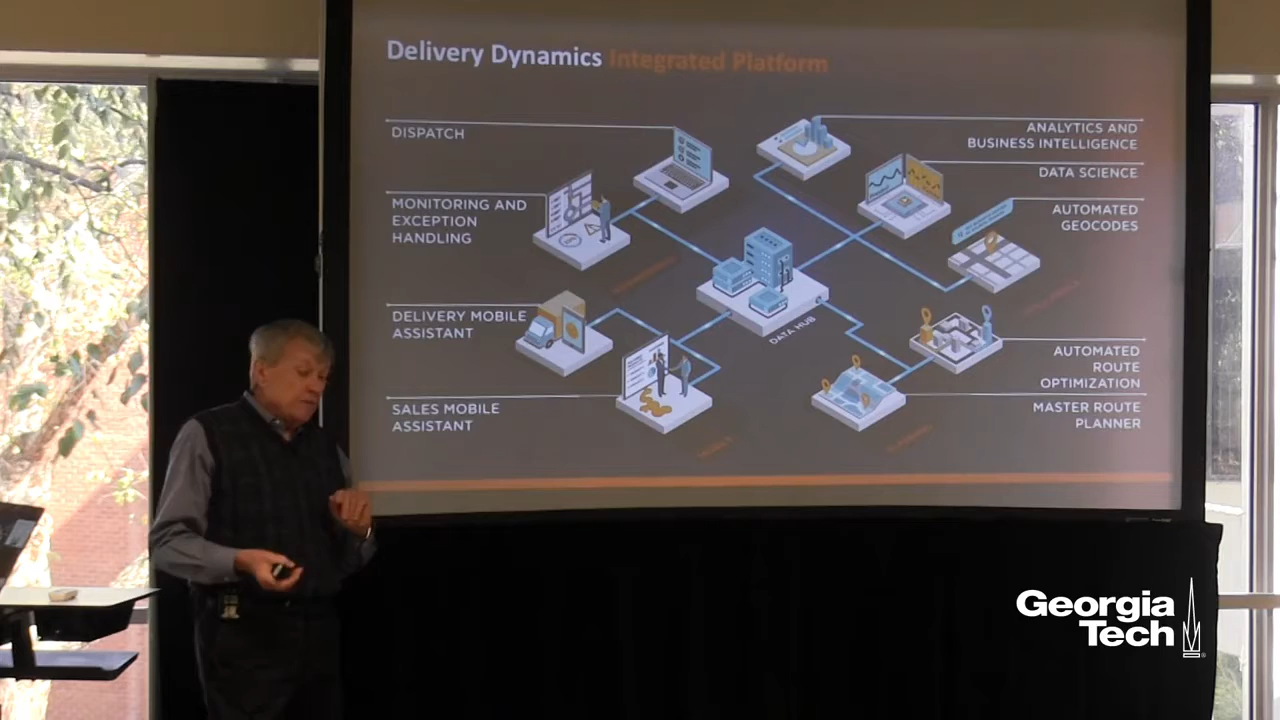 Delivery Dynamics Integrated Platform
DISPATCH
MONITORING AND
EXCEPTION
HANDLING
DELIVERY MOBILE
ASSISTANT
SALES MOBILE
ASSISTANT
DATA HUB
ANALYTICS AND
BUSINESS INTELLIGENCE
DATA SCIENCE
AUTOMATED
GEOCODES
AUTOMATED
ROUTE
OPTIMIZATION
MASTER ROUTE
PLANNER
Georgia
Tech